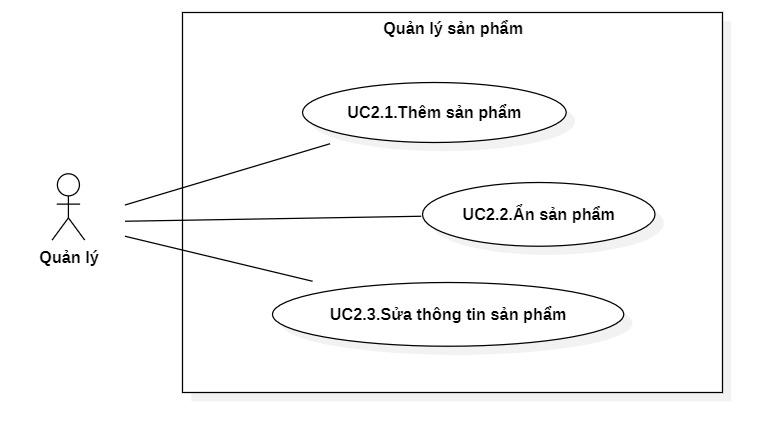 Quản lý sản phẩm
UC2.1.Thêm sản phẩm
UC2.2.Ẩn sản phẩm
Quản lý
UC2.3.Sửa thông tin sản phẩm